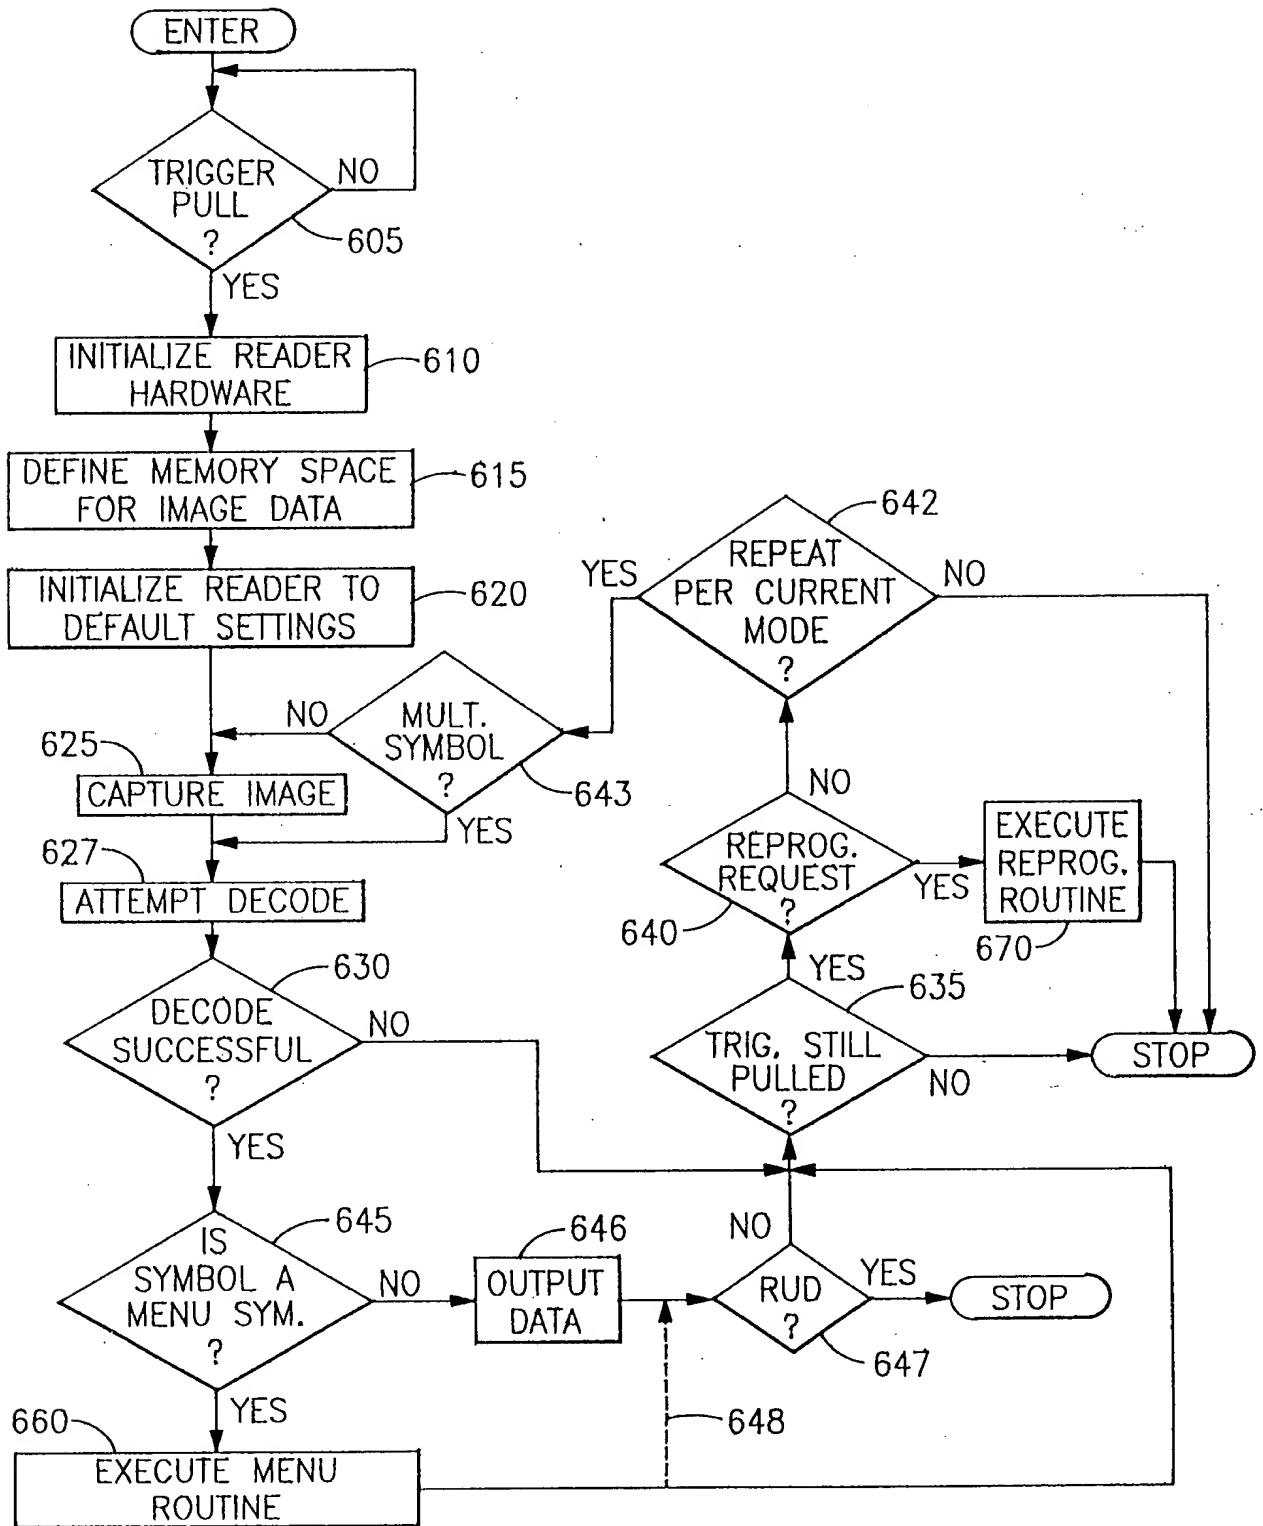 ENTER
TRIGGER
PULL
?
NO
605
YES
INITIALIZE READER
HARDWARE
610
DEFINE MEMORY SPACE
FOR IMAGE DATA
615
INITIALIZE READER TO
DEFAULT SETTINGS
620
642
REPEAT
PER CURRENT
MODE
?
YES
NO
MULT.
SYMBOL
?
NO
643
YES
625
CAPTURE IMAGE
627
ATTEMPT DECODE
NO
REPROG.
REQUEST
?
640
YES
EXECUTE
REPROG.
ROUTINE
670
630
DECODE
SUCCESSFUL
?
NO
YES
YES
635
TRIG. STILL
PULLED
?
NO
STOP
645
IS
SYMBOL A
MENU SYM.
?
NO
YES
646
OUTPUT
DATA
NO
RUD
?
YES
647
STOP
648
660
EXECUTE MENU
ROUTINE